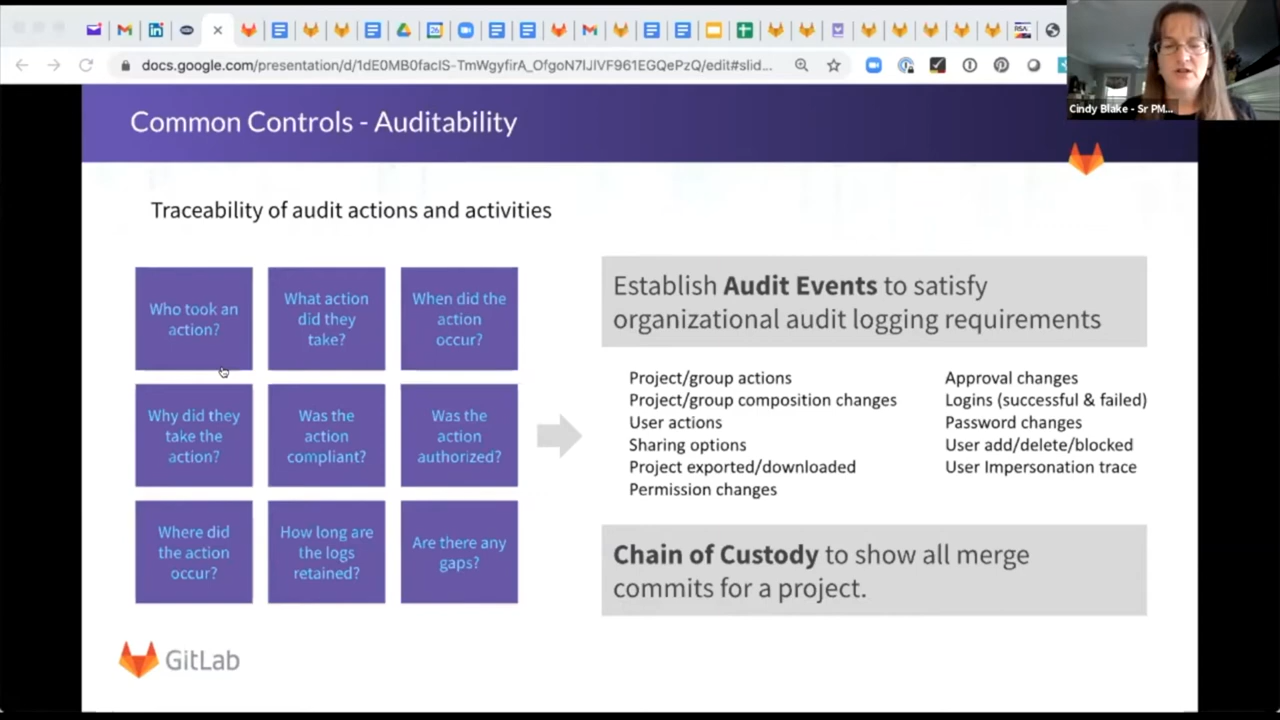 docs.google.com/presentation/d/1dE0MB0facIS-TmWgyfirA_OfgoN7IJIVF961EGQePzQ/edit#slid...
Cindy Blake - Sr PM...
Common Controls - Auditability
Traceability of audit actions and activities
Who took an
action?
What action
did they
take?
When did the
action
occur?
Why did they
take the
action?
Was the
action
compliant?
Was the
action
authorized?
Where did
the action
occur?
How long are
the logs
retained?
Are there any
gaps?
Establish Audit Events to satisfy
organizational audit logging requirements
Project/group actions
Project/group composition changes
User actions
Sharing options
Project exported/downloaded
Permission changes
Approval changes
Logins (successful & failed)
Password changes
User add/delete/blocked
User Impersonation trace
Chain of Custody to show all merge
commits for a project.
GitLab